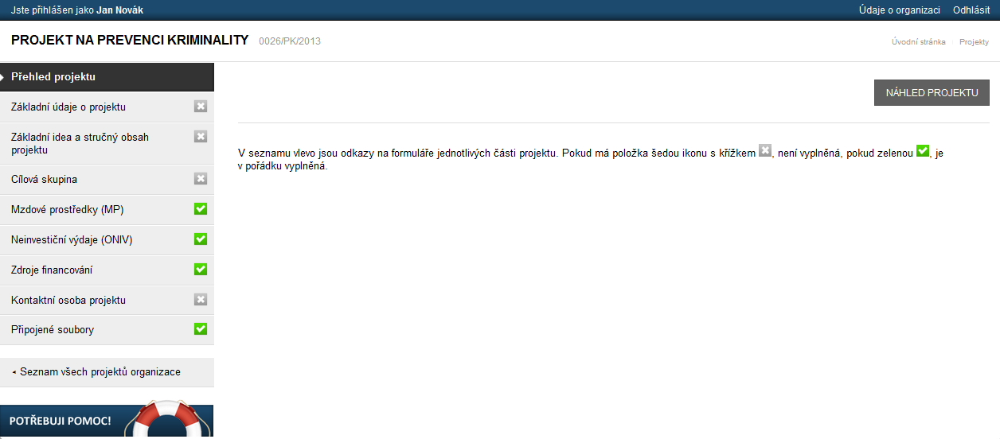 Jste přihlášen jako Jan Novák
Údaje o organizaci Odhlásit
PROJEKT NA PREVENCI KRIMINALITY 0026/PK/2013
Úvodní stránka Projekty
Přehled projektu
Základní údaje o projektu
Základní idea a stručný obsah
projektu
Cílová skupina
Mzdové prostředky (MP)
Neinvestiční výdaje (ONIV)
Zdroje financování
Kontaktní osoba projektu
Připojené soubory
Seznam všech projektů organizace
POTŘEBUJI POMOC!
NÁHLED PROJEKTU
V seznamu vlevo jsou odkazy na formuláře jednotlivých části projektu. Pokud má položka šedou ikonu s křížkem , není vyplněná, pokud zelenou , je
v pořádku vyplněná.